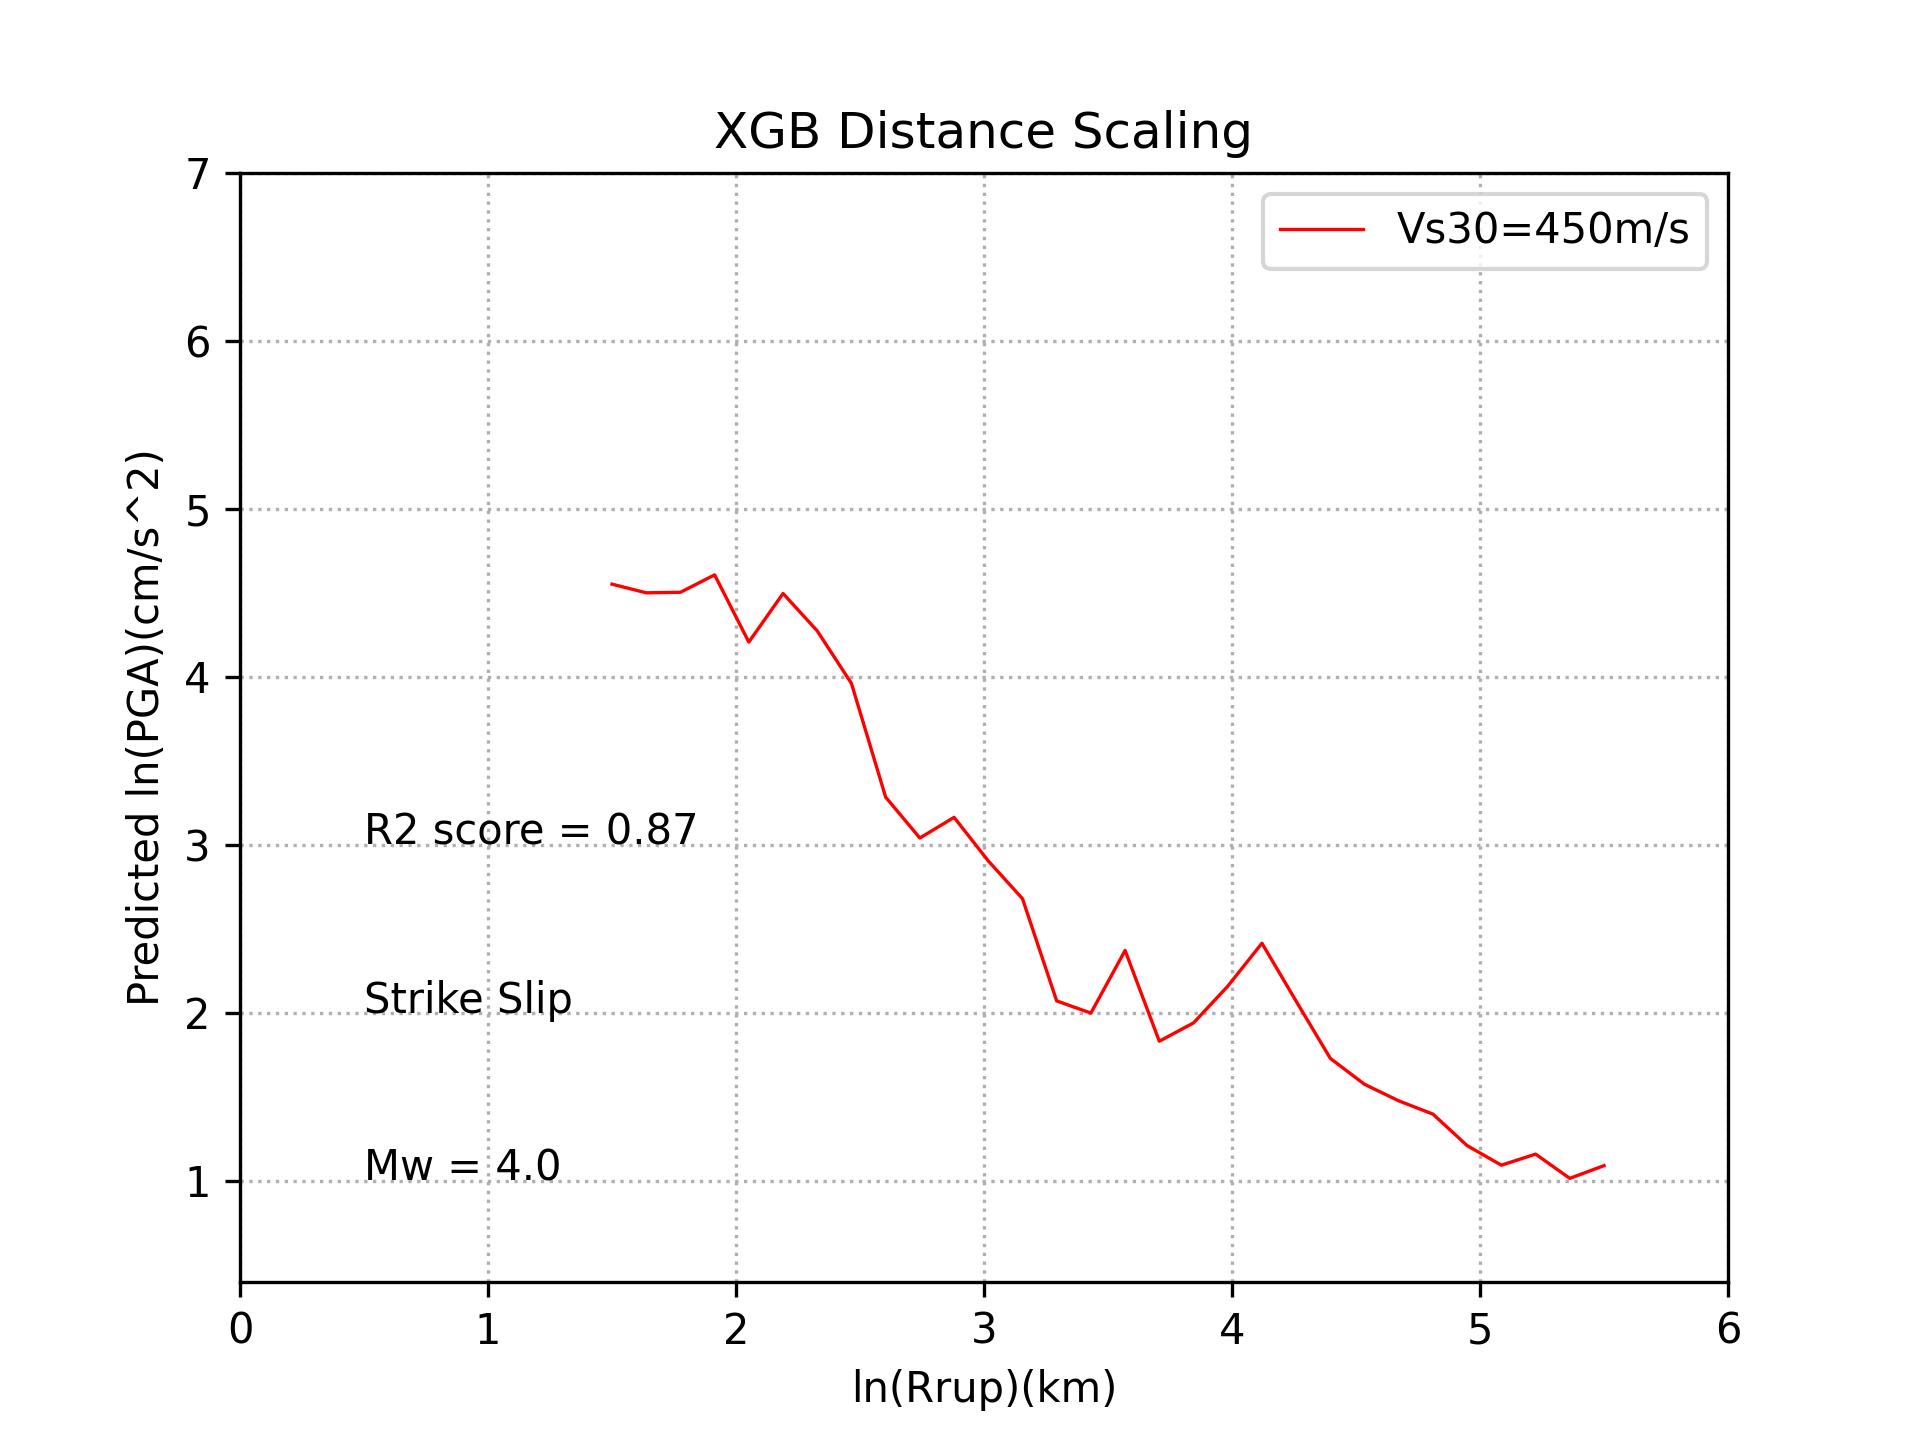 XGB Distance Scaling
Vs30=450m/s
7
6
5
4
3
2
1
Predicted ln(PGA)(cm/s^2)
R2 score = 0.87
Strike Slip
Mw = 4.0
0 1 2 3 4 5 6
ln(Rrup)(km)